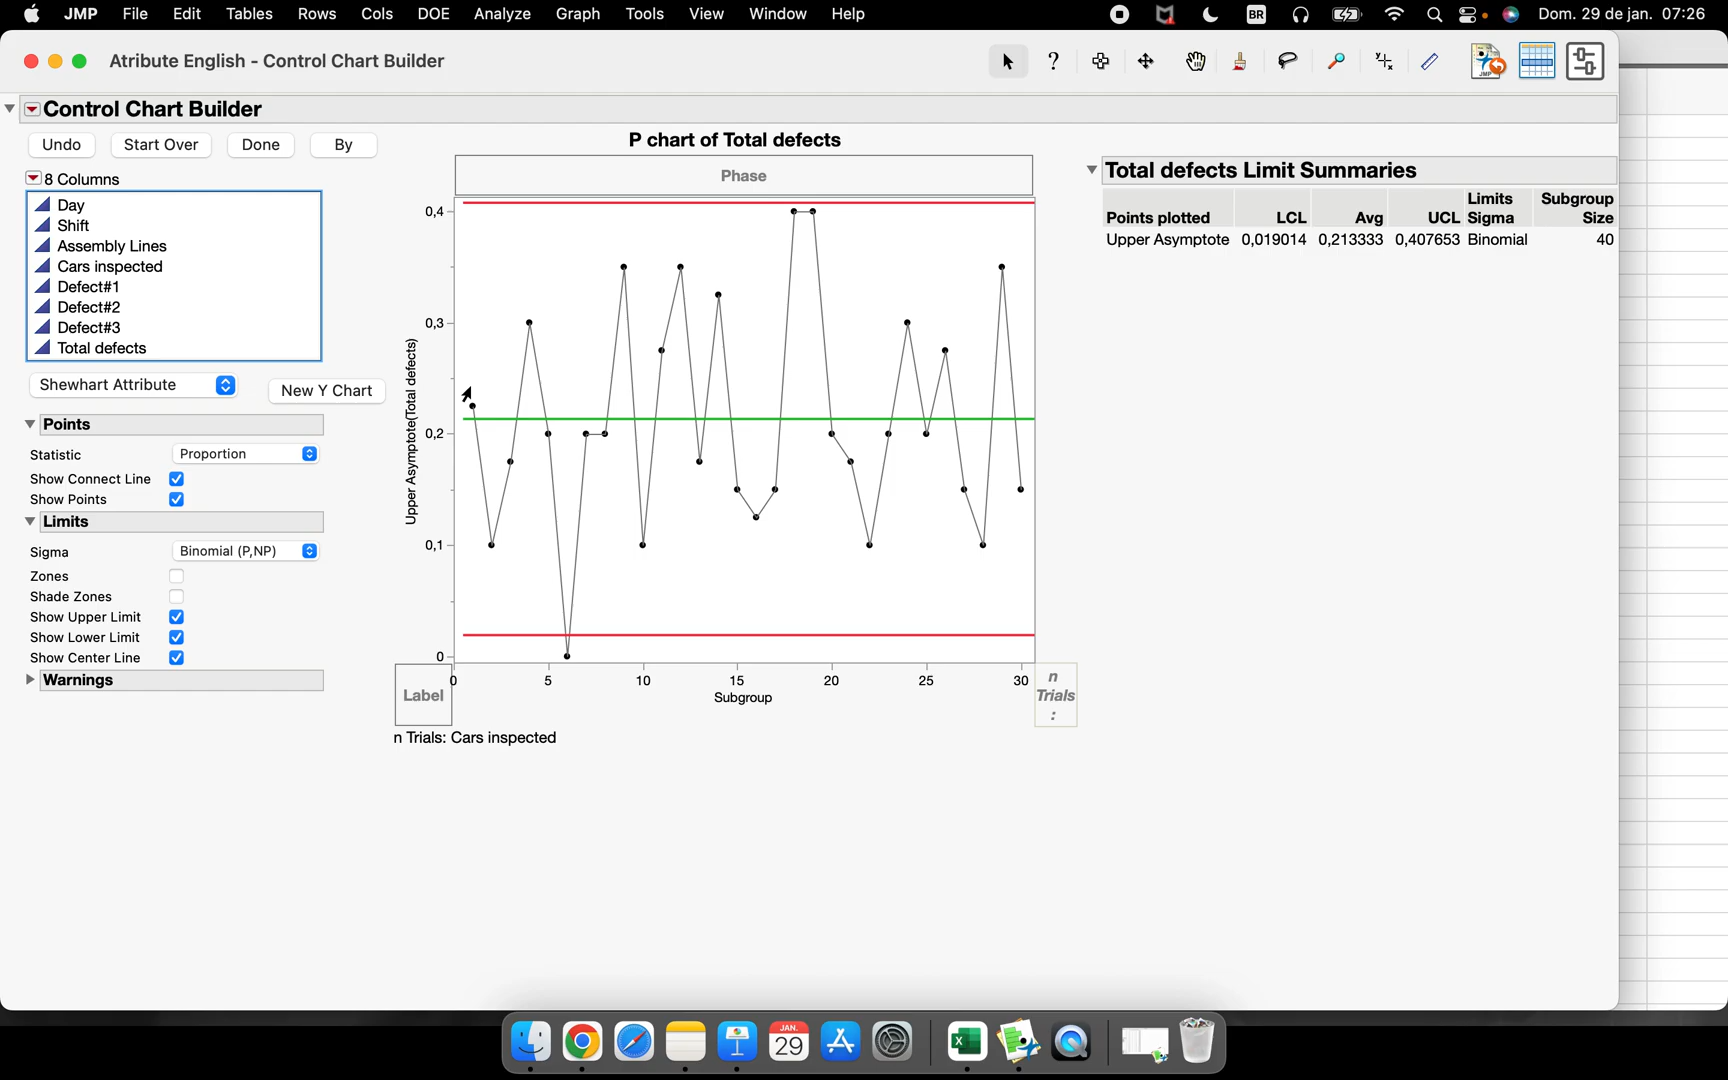 JMP File Edit Tables Rows Cols DOE Analyze Graph Tools View Window Help BR Dom. 29 de jan. 07:26
Atribute English - Control Chart Builder
Control Chart Builder
Undo Start Over Done By
8 Columns
Day
Shift
Assembly Lines
Cars inspected
Defect#1
Defect#2
Defect#3
Total defects
Shewhart Attribute
New Y Chart
Points
Statistic Proportion
Show Connect Line
Show Points
Limits
Sigma Binomial (P,NP)
Zones
Shade Zones
Show Upper Limit
Show Lower Limit
Show Center Line
Warnings
P chart of Total defects
Phase
Upper Asymptote(Total defects)
0,4
0,3
0,2
0,1
0
0 5 10 15 20 25 30
Subgroup
Label
n
Trials
:
n Trials: Cars inspected
Total defects Limit Summaries
Points plotted LCL Avg UCL Limits Sigma Subgroup Size
Upper Asymptote 0,019014 0,213333 0,407653 Binomial 40
JAN.
29